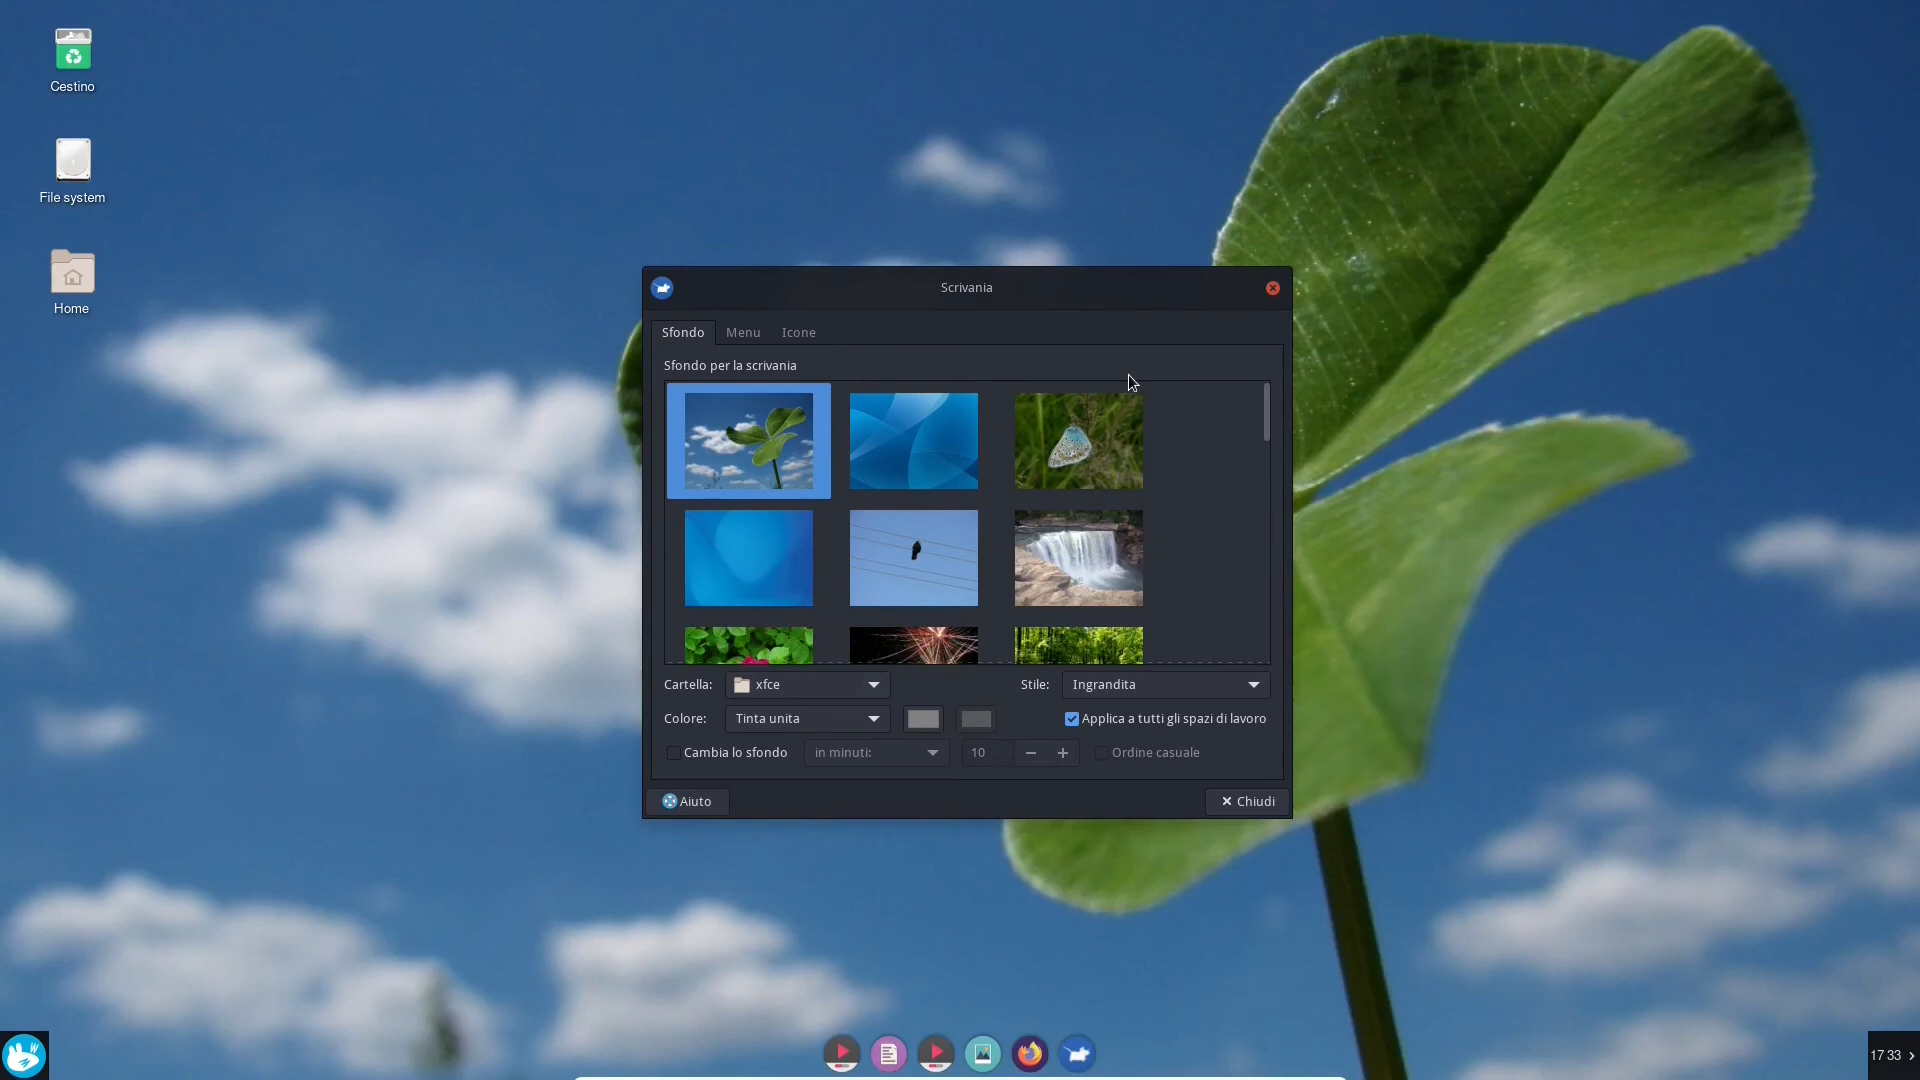 Cestino
File system
Home
Scrivania
Sfondo Menu Icone
Sfondo per la scrivania
Cartella: xfce Stile: Ingrandita
Colore: Tinta unita Applica a tutti gli spazi di lavoro
Cambia lo sfondo in minuti: 10 Ordine casuale
Aiuto Chiudi
W
17 33